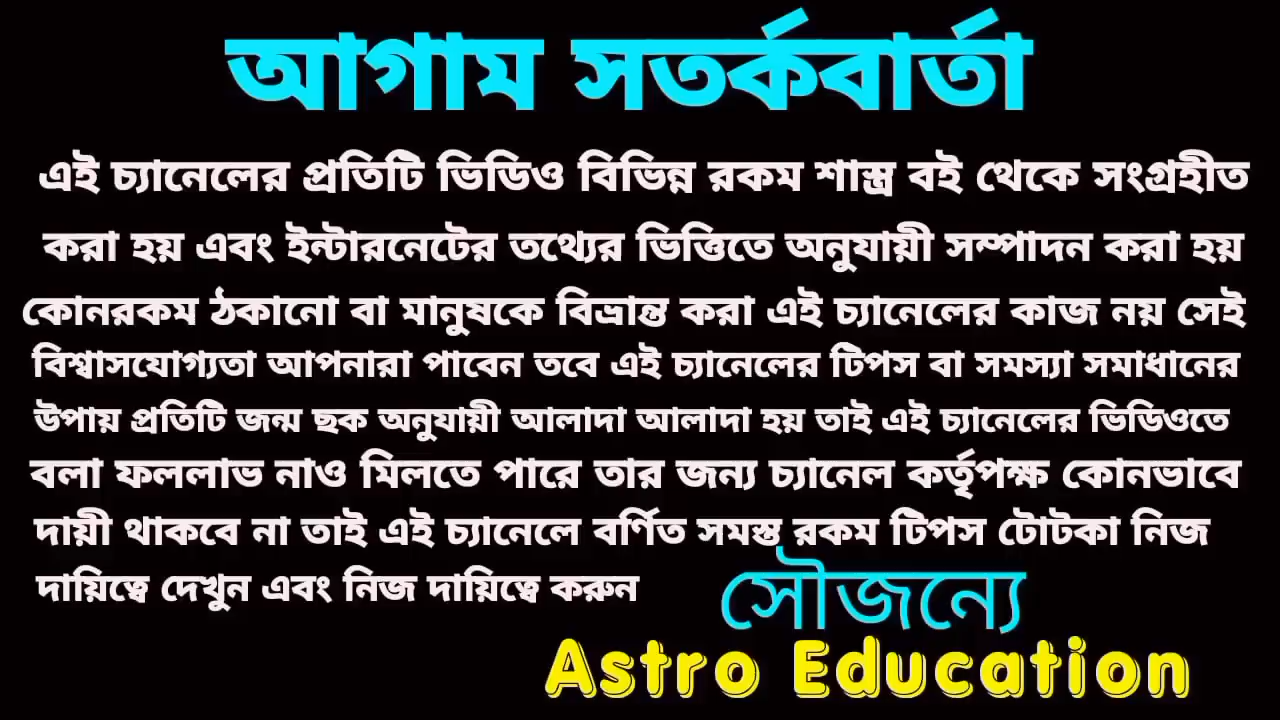 আগাম সতর্কবার্তা
এই চ্যানেলের প্রতিটি ভিডিও বিভিন্ন রকম শাস্ত্র বই থেকে সংগ্রহীত
করা হয় এবং ইন্টারনেটের তথ্যের ভিত্তিতে অনুযায়ী সম্পাদন করা হয়
কোনরকম ঠকানো বা মানুষকে বিভ্রান্ত করা এই চ্যানেলের কাজ নয় সেই
বিশ্বাসযোগ্যতা আপনারা পাবেন তবে এই চ্যানেলের টিপস বা সমস্যা সমাধানের
উপায় প্রতিটি জন্ম ছক অনুযায়ী আলাদা আলাদা হয় তাই এই চ্যানেলের ভিডিওতে
বলা ফললাভ নাও মিলতে পারে তার জন্য চ্যানেল কর্তৃপক্ষ কোনভাবে
দায়ী থাকবে না তাই এই চ্যানেলে বর্ণিত সমস্ত রকম টিপস টোটকা নিজ
দায়িত্বে দেখুন এবং নিজ দায়িত্বে করুন
সৌজন্যে
Astro Education